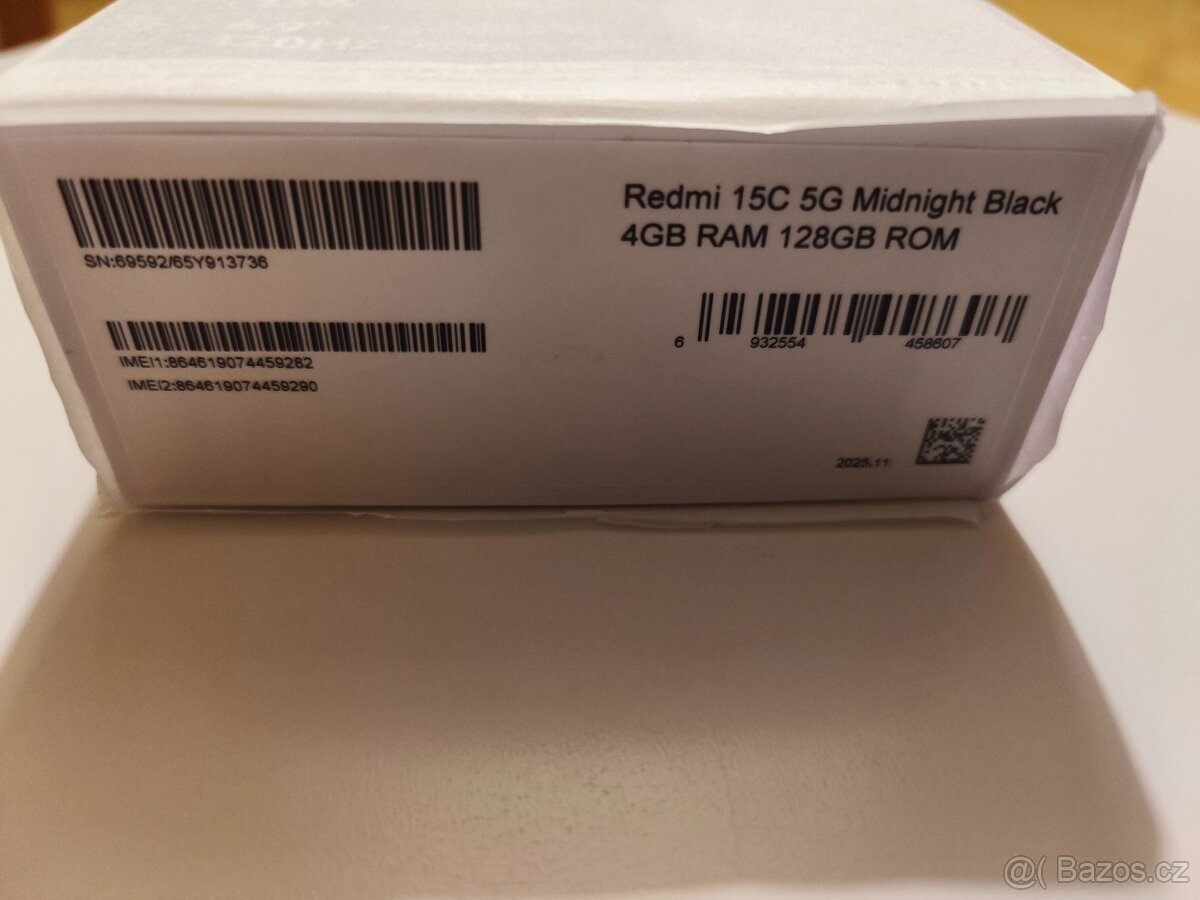 120Hz
SN:69592/65Y913736
Redmi 15C 5G Midnight Black
4GB RAM 128GB ROM
IMEI1:864619074459282
IMEI2:864619074459290
6 932554 458607
2025.11
@( Bazos.cz